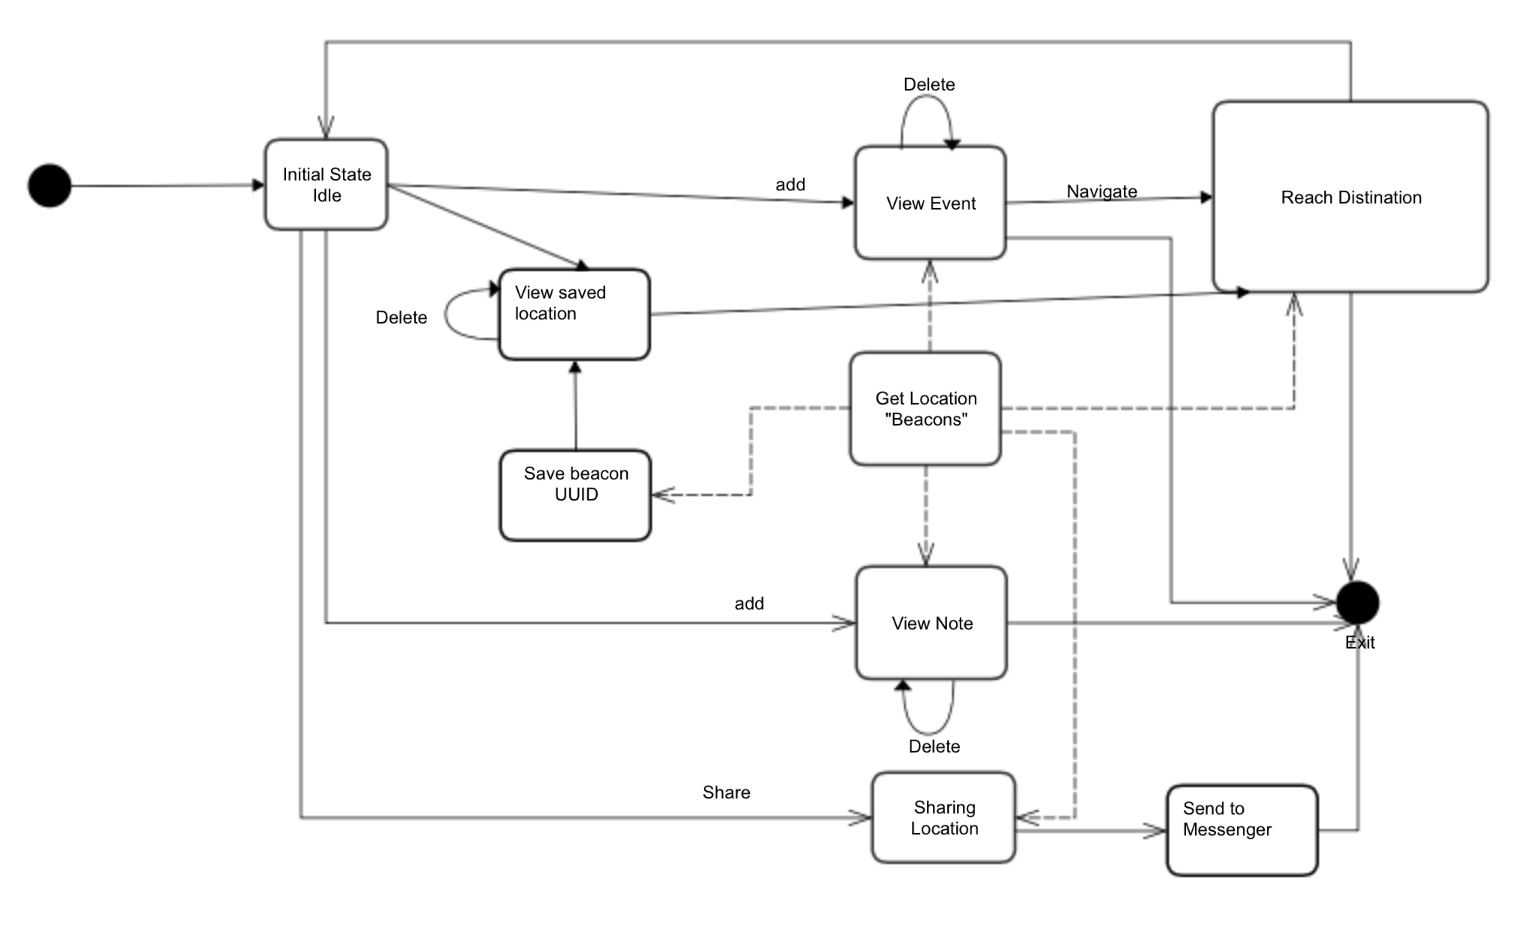 Delete
Initial State
Idle
add
View Event
Navigate
Reach Distination
View saved
location
Delete
Get Location
"Beacons"
Save beacon
UUID
add
View Note
Exit
Delete
Share
Sharing
Location
Send to
Messenger